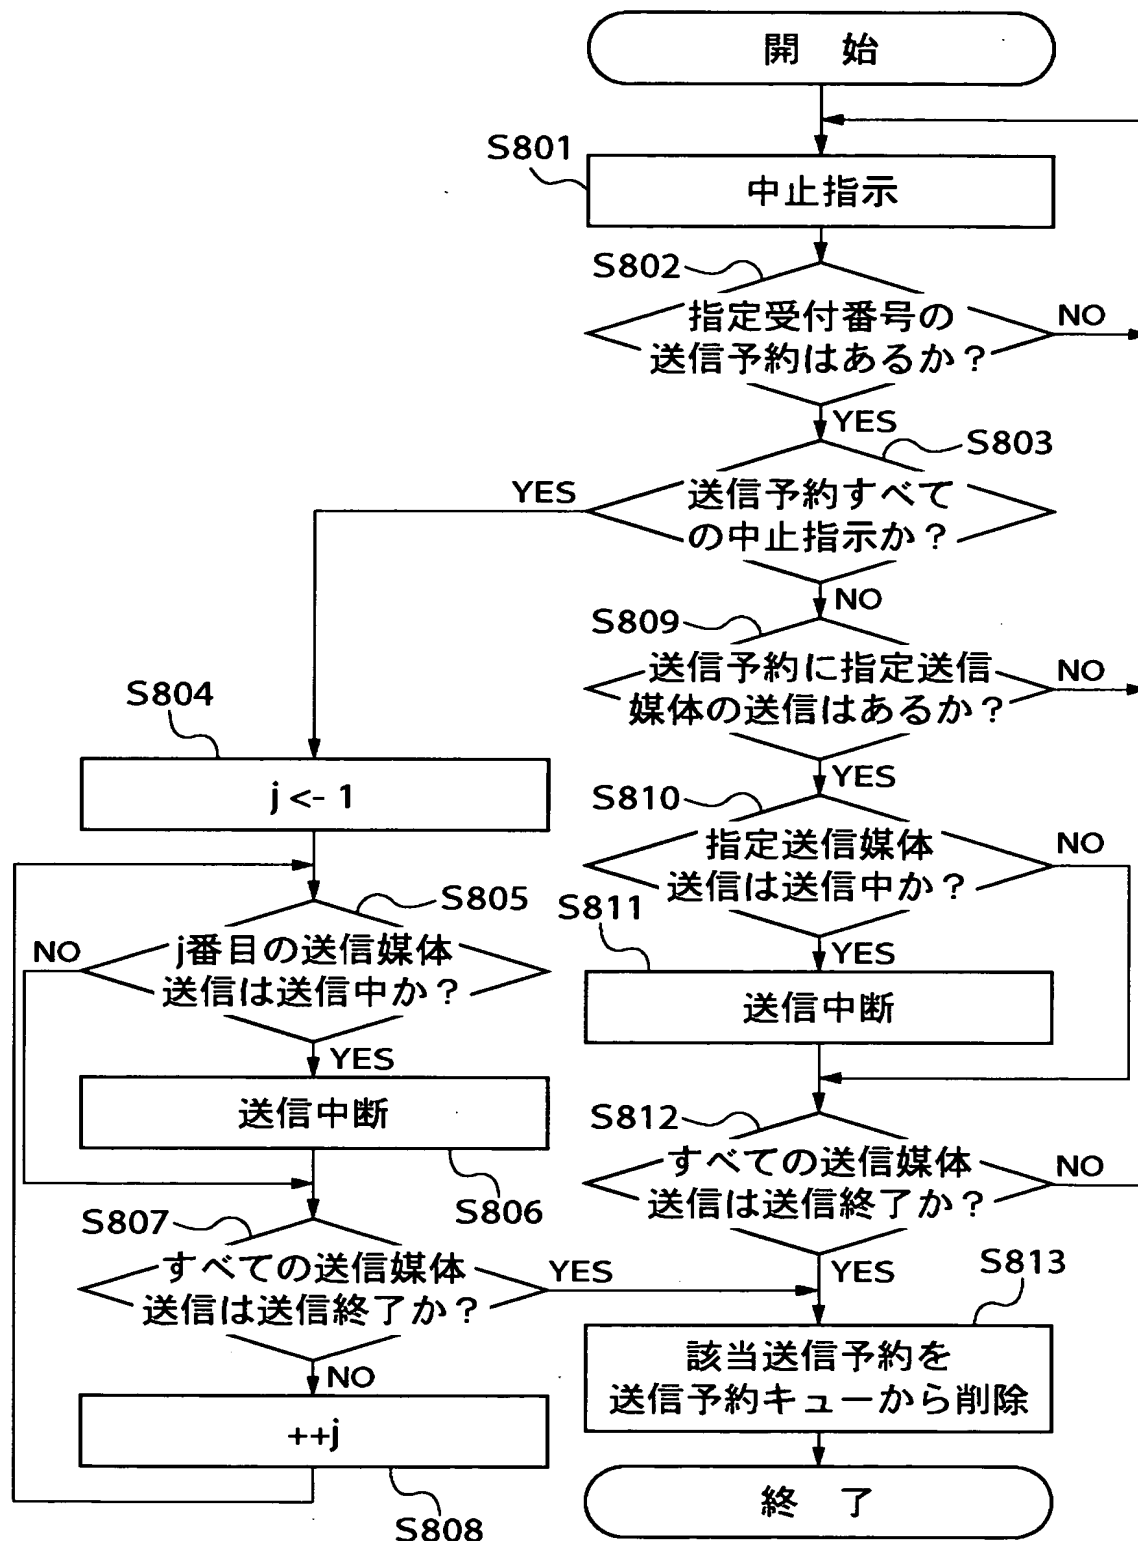 開 始
S801
中止指示
S802
指定受付番号の
送信予約はあるか？
NO
YES
S803
送信予約すべて
の中止指示か？
YES
NO
S809
送信予約に指定送信
媒体の送信はあるか？
NO
YES
S804
j <- 1
S810
指定送信媒体
送信は送信中か？
NO
YES
S805
j番目の送信媒体
送信は送信中か？
NO
YES
S811
送信中断
送信中断
S806
S812
すべての送信媒体
送信は送信終了か？
NO
YES
S807
すべての送信媒体
送信は送信終了か？
YES
NO
S813
該当送信予約を
送信予約キューから削除
++j
S808
終 了